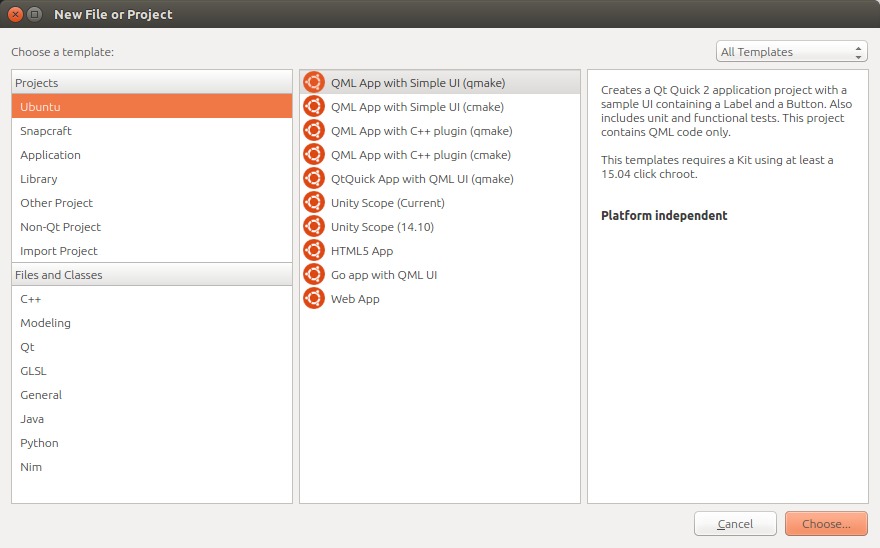 New File or Project
Choose a template:
All Templates
Projects
Ubuntu
Snapcraft
Application
Library
Other Project
Non-Qt Project
Import Project
Files and Classes
C++
Modeling
Qt
GLSL
General
Java
Python
Nim
QML App with Simple UI (qmake)
QML App with Simple UI (cmake)
QML App with C++ plugin (qmake)
QML App with C++ plugin (cmake)
QtQuick App with QML UI (qmake)
Unity Scope (Current)
Unity Scope (14.10)
HTML5 App
Go app with QML UI
Web App
Creates a Qt Quick 2 application project with a
sample UI containing a Label and a Button. Also
includes unit and functional tests. This project
contains QML code only.
This templates requires a Kit using at least a
15.04 click chroot.
Platform independent
Cancel
Choose...